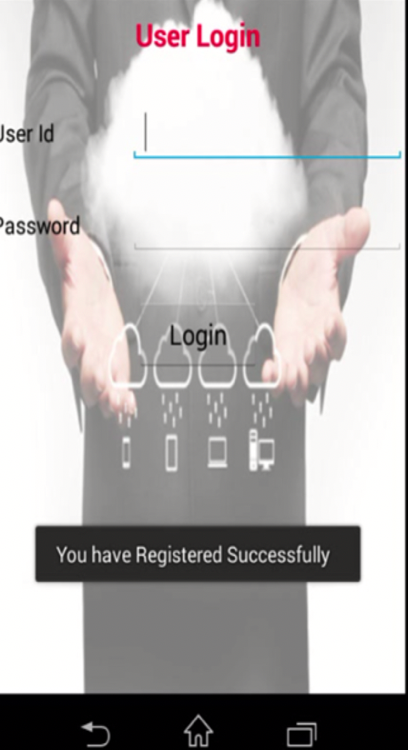 User Login
User Id
Password
Login
You have Registered Successfully